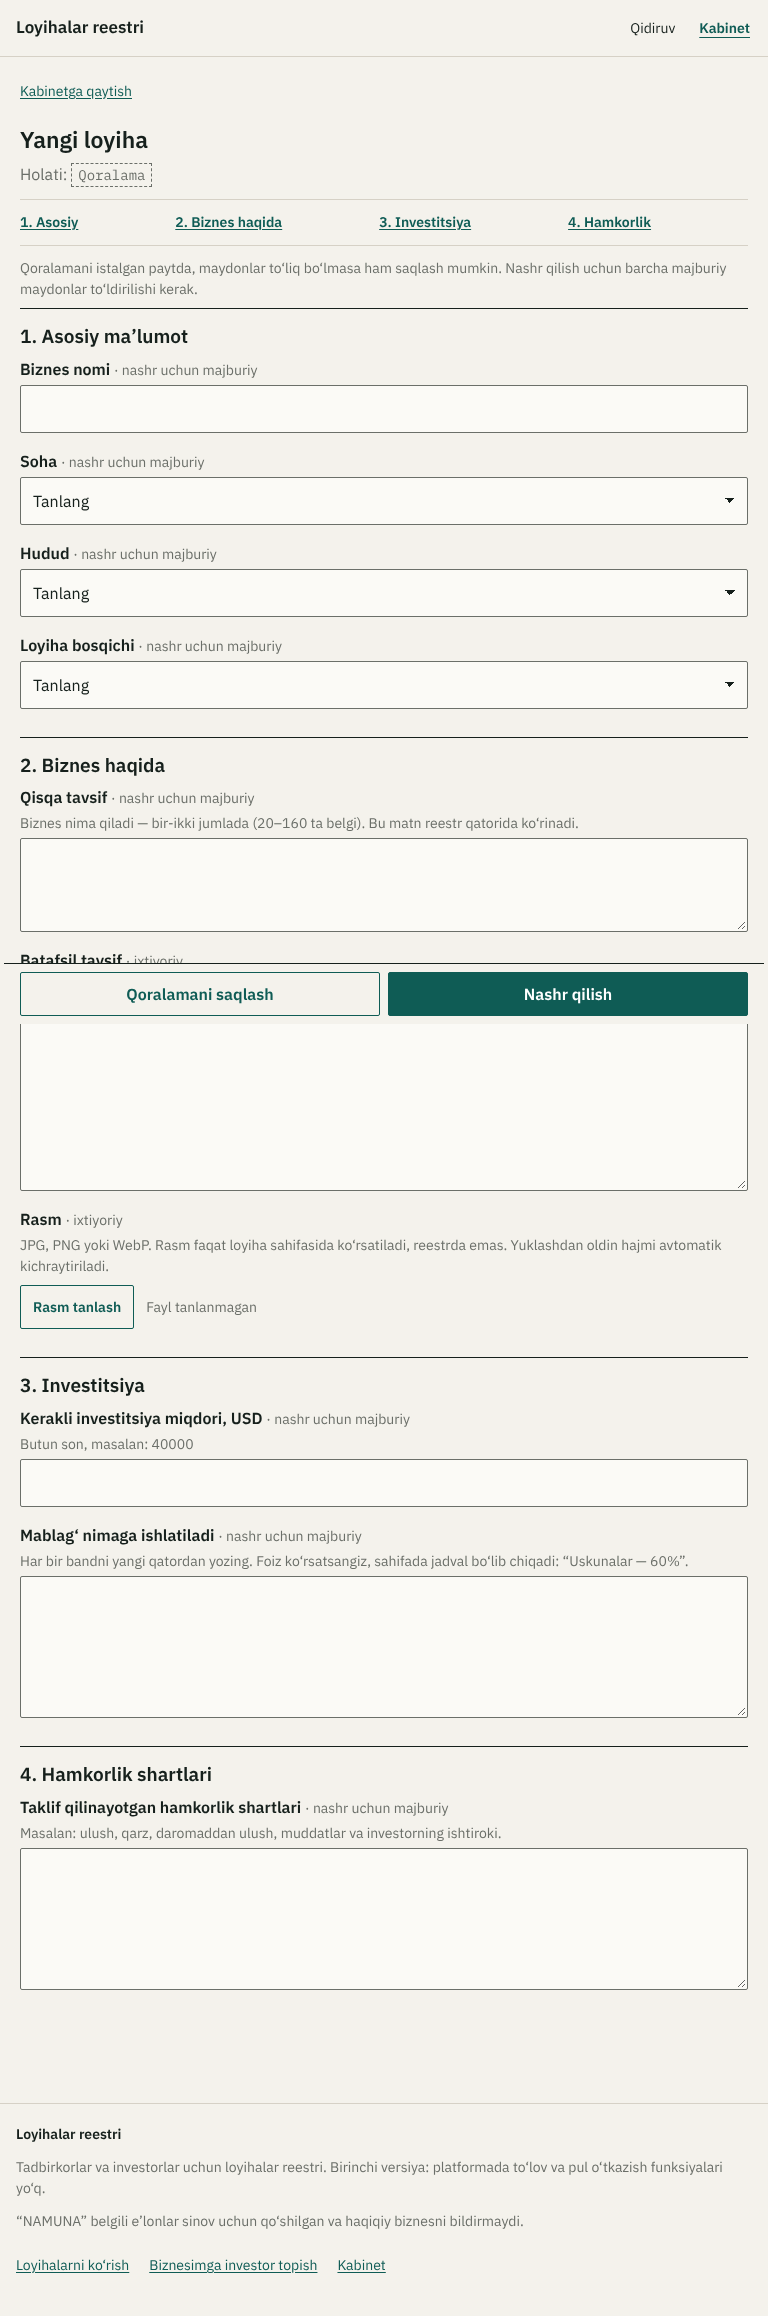 Loyihalar reestri
Qidiruv
Kabinet
Kabinetga qaytish
Yangi loyiha
Holati: Qoralama
1. Asosiy
2. Biznes haqida
3. Investitsiya
4. Hamkorlik
Qoralamani istalgan paytda, maydonlar to‘liq bo‘lmasa ham saqlash mumkin. Nashr qilish uchun barcha majburiy
maydonlar to‘ldirilishi kerak.
1. Asosiy ma’lumot
Biznes nomi · nashr uchun majburiy
Soha · nashr uchun majburiy
Tanlang
Hudud · nashr uchun majburiy
Tanlang
Loyiha bosqichi · nashr uchun majburiy
Tanlang
2. Biznes haqida
Qisqa tavsif · nashr uchun majburiy
Biznes nima qiladi — bir-ikki jumlada (20–160 ta belgi). Bu matn reestr qatorida ko‘rinadi.
Batafsil tavsif · ixtiyoriy
Qoralamani saqlash
Nashr qilish
Rasm · ixtiyoriy
JPG, PNG yoki WebP. Rasm faqat loyiha sahifasida ko‘rsatiladi, reestrda emas. Yuklashdan oldin hajmi avtomatik
kichraytiriladi.
Rasm tanlash
Fayl tanlanmagan
3. Investitsiya
Kerakli investitsiya miqdori, USD · nashr uchun majburiy
Butun son, masalan: 40000
Mablag‘ nimaga ishlatiladi · nashr uchun majburiy
Har bir bandni yangi qatordan yozing. Foiz ko‘rsatsangiz, sahifada jadval bo‘lib chiqadi: “Uskunalar — 60%”.
4. Hamkorlik shartlari
Taklif qilinayotgan hamkorlik shartlari · nashr uchun majburiy
Masalan: ulush, qarz, daromaddan ulush, muddatlar va investorning ishtiroki.
Loyihalar reestri
Tadbirkorlar va investorlar uchun loyihalar reestri. Birinchi versiya: platformada to‘lov va pul o‘tkazish funksiyalari
yo‘q.
“NAMUNA” belgili e’lonlar sinov uchun qo‘shilgan va haqiqiy biznesni bildirmaydi.
Loyihalarni ko‘rish
Biznesimga investor topish
Kabinet